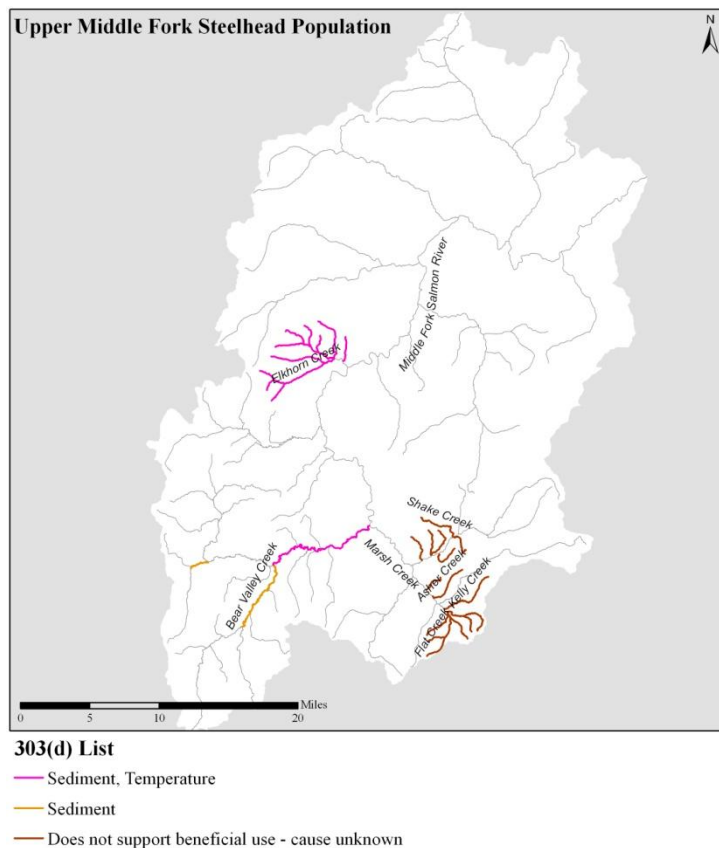 Upper Middle Fork Steelhead Population
N
Middle Fork Salmon River
Elkhorn Creek
Shake Creek
Marsh Creek
Asher Creek
Bear Valley Creek
Flat Creek
Kelly Creek
Miles
0 5 10 20
303(d) List
Sediment, Temperature
Sediment
Does not support beneficial use - cause unknown